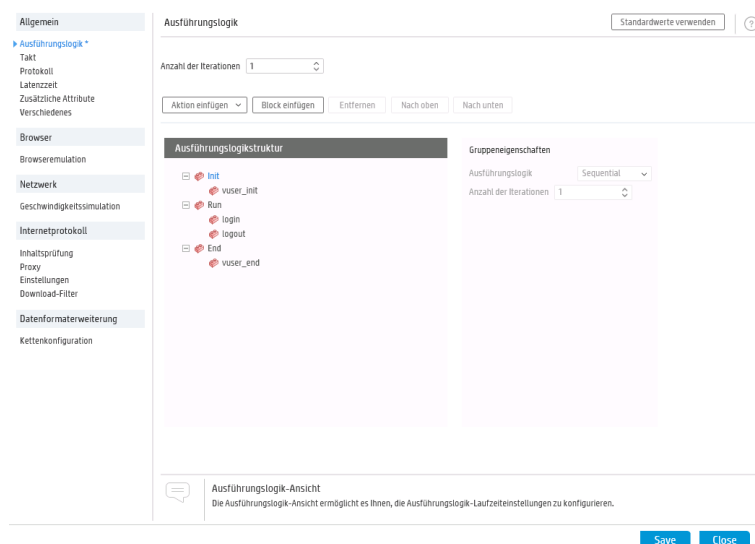 Allgemein
Ausführungslogik *
Takt
Protokoll
Latenzzeit
Zusätzliche Attribute
Verschiedenes
Browser
Browseremulation
Netzwerk
Geschwindigkeitssimulation
Internetprotokoll
Inhaltsprüfung
Proxy
Einstellungen
Download-Filter
Datenformaterweiterung
Kettenkonfiguration
Ausführungslogik
Standardwerte verwenden
?
Anzahl der Iterationen 1
Aktion einfügen Block einfügen Entfernen Nach oben Nach unten
Ausführungslogikstruktur
Init
vuser_init
Run
login
logout
End
vuser_end
Gruppeneigenschaften
Ausführungslogik Sequential
Anzahl der Iterationen 1
Ausführungslogik-Ansicht
Die Ausführungslogik-Ansicht ermöglicht es Ihnen, die Ausführungslogik-Laufzeiteinstellungen zu konfigurieren.
Save Close